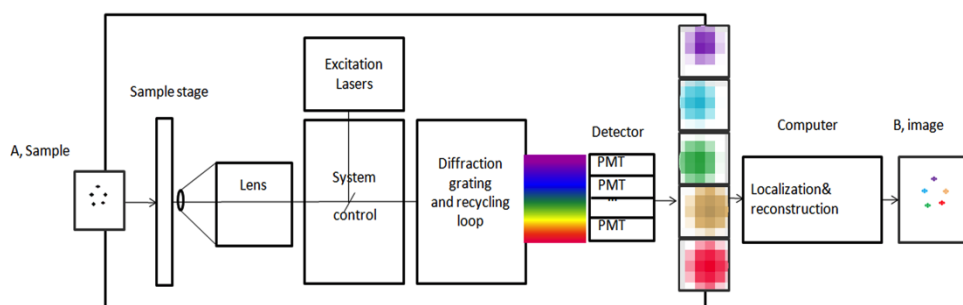 A, Sample
Sample stage
Lens
Excitation
Lasers
System
control
Diffraction
grating
and recycling
loop
Detector
PMT
PMT
...
PMT
Computer
Localization&
reconstruction
B, image